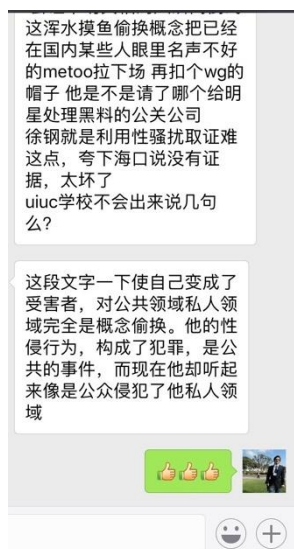 这浑水摸鱼偷换概念把已经
在国内某些人眼里名声不好
的metoo拉下场 再扣个wg的
帽子 他是不是请了哪个给明
星处理黑料的公关公司
徐钢就是利用性骚扰取证难
这点，夸下海口说没有证
据，太坏了
uiuc学校不会出来说几句
么？
这段文字一下使自己变成了
受害者，对公共领域私人领
域完全是概念偷换。他的性
侵行为，构成了犯罪，是公
共的事件，而现在他却听起
来像是公众侵犯了他私人领
域